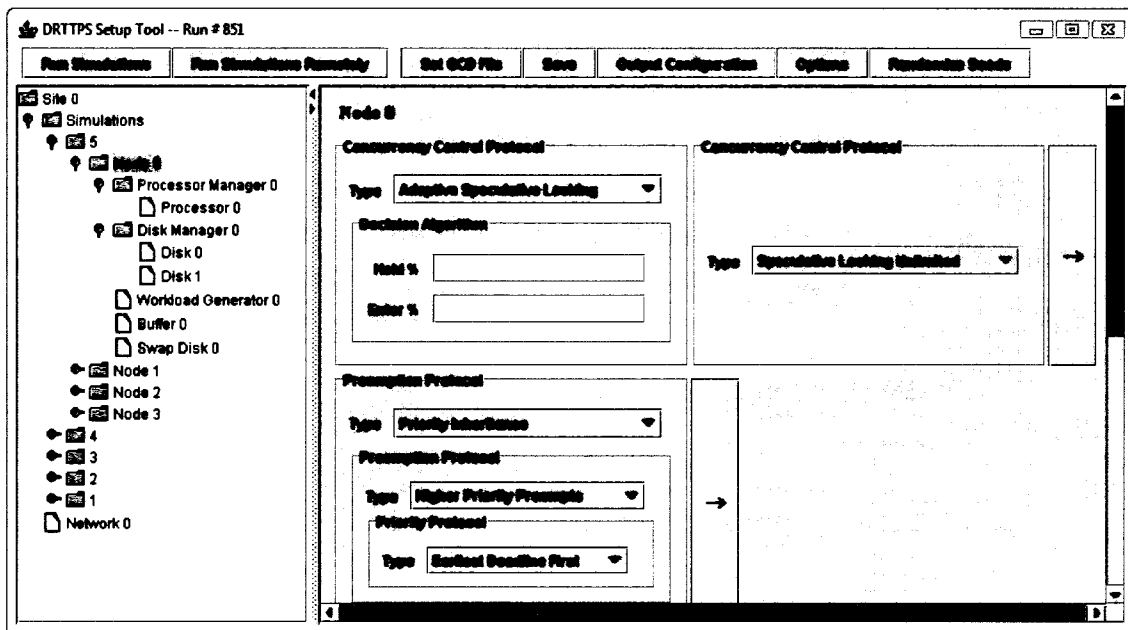 DRTTPS Setup Tool -- Run # 851
Run Simulations Run Simulations Remotely Set GCD File Save Output Configuration Options Randomize Seeds
Site 0
Simulations
5
Node 0
Processor Manager 0
Processor 0
Disk Manager 0
Disk 0
Disk 1
Workload Generator 0
Buffer 0
Swap Disk 0
Node 1
Node 2
Node 3
4
3
2
1
Network 0
Node 0
Concurrency Control Protocol
Type Adaptive Speculative Locking
Decision Algorithm
Hold %
Enter %
Concurrency Control Protocol
Type Speculative Locking Unlimited
→
Preemption Protocol
Type Priority Inheritance
Preemption Protocol
Type Higher Priority Preempts
Priority Protocol
Type Earliest Deadline First
→